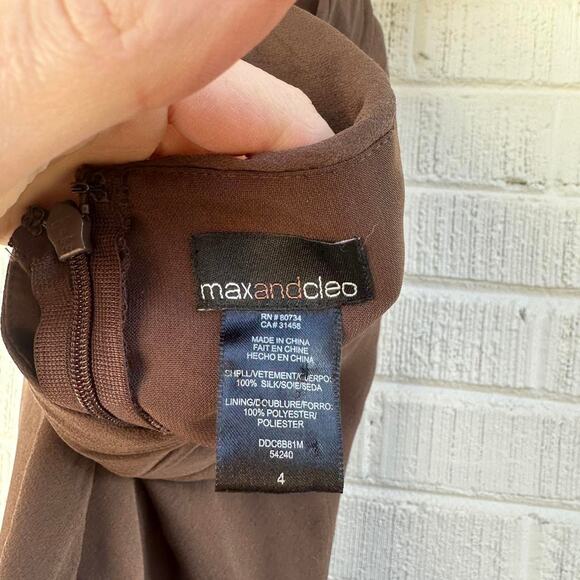 maxandcleo
RN # 80734
CA # 31458
MADE IN CHINA
FAIT EN CHINE
HECHO EN CHINA
SHELL/VETEMENT/CUERPO:
100% SILK/SOIE/SEDA
LINING/DOUBLURE/FORRO:
100% POLYESTER/
POLIESTER
DDC6B81M
54240
4